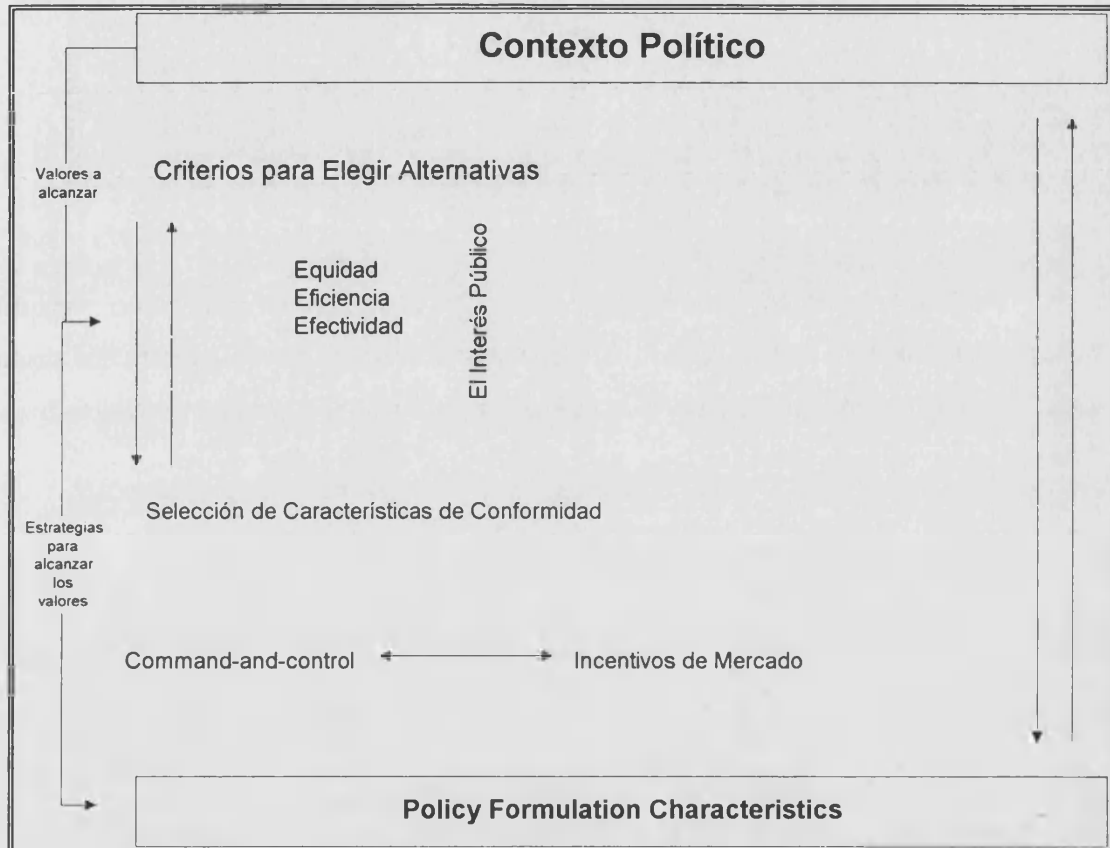 Contexto Político
Valores a
alcanzar
Criterios para Elegir Alternativas
Equidad
Eficiencia
Efectividad
El Interés Público
Selección de Características de Conformidad
Estrategias
para
alcanzar
los
valores
Command-and-control
Incentivos de Mercado
Policy Formulation Characteristics